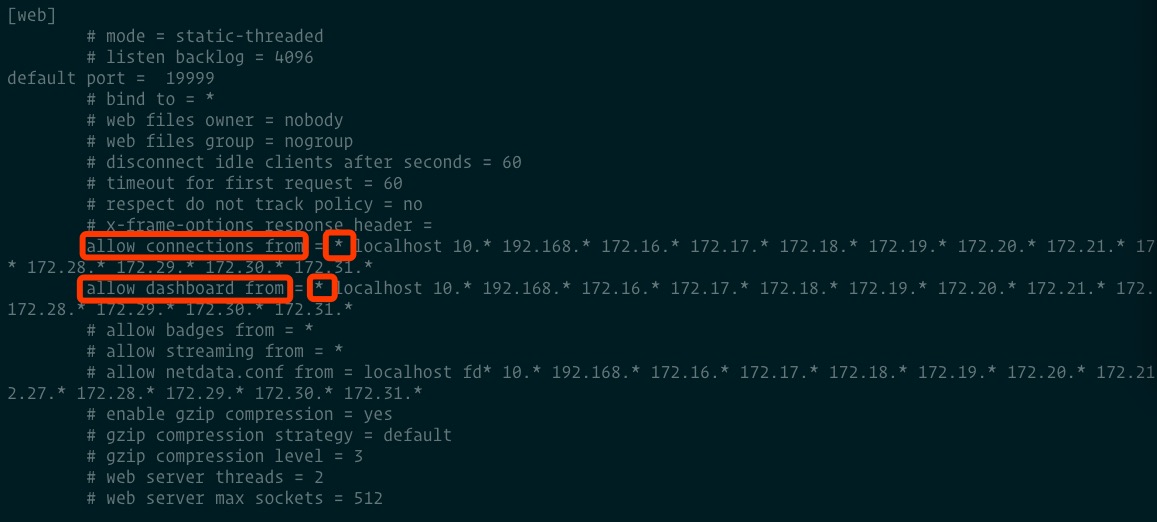 [web]
# mode = static-threaded
# listen backlog = 4096
default port =  19999
# bind to = *
# web files owner = nobody
# web files group = nogroup
# disconnect idle clients after seconds = 60
# timeout for first request = 60
# respect do not track policy = no
# x-frame-options response header =
allow connections from = * localhost 10.* 192.168.* 172.16.* 172.17.* 172.18.* 172.19.* 172.20.* 172.21.* 17
* 172.28.* 172.29.* 172.30.* 172.31.*
allow dashboard from = * localhost 10.* 192.168.* 172.16.* 172.17.* 172.18.* 172.19.* 172.20.* 172.21.* 172.
172.28.* 172.29.* 172.30.* 172.31.*
# allow badges from = *
# allow streaming from = *
# allow netdata.conf from = localhost fd* 10.* 192.168.* 172.16.* 172.17.* 172.18.* 172.19.* 172.20.* 172.21
2.27.* 172.28.* 172.29.* 172.30.* 172.31.*
# enable gzip compression = yes
# gzip compression strategy = default
# gzip compression level = 3
# web server threads = 2
# web server max sockets = 512